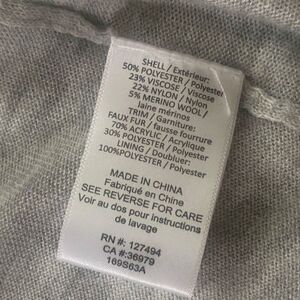 SHELL / Extérieur:
50% POLYESTER / Polyester
23% VISCOSE / Viscose
22% NYLON / Nylon
5% MERINO WOOL /
laine mérinos
TRIM / Garniture:
FAUX FUR / fausse fourrure
70% ACRYLIC / Acrylique
30% POLYESTER / Polyester
LINING / Doublure:
100%POLYESTER / Polyester
MADE IN CHINA
Fabriqué en Chine
SEE REVERSE FOR CARE
Voir au dos pour instructions
de lavage
RN #: 127494
CA #:36979
169S63A